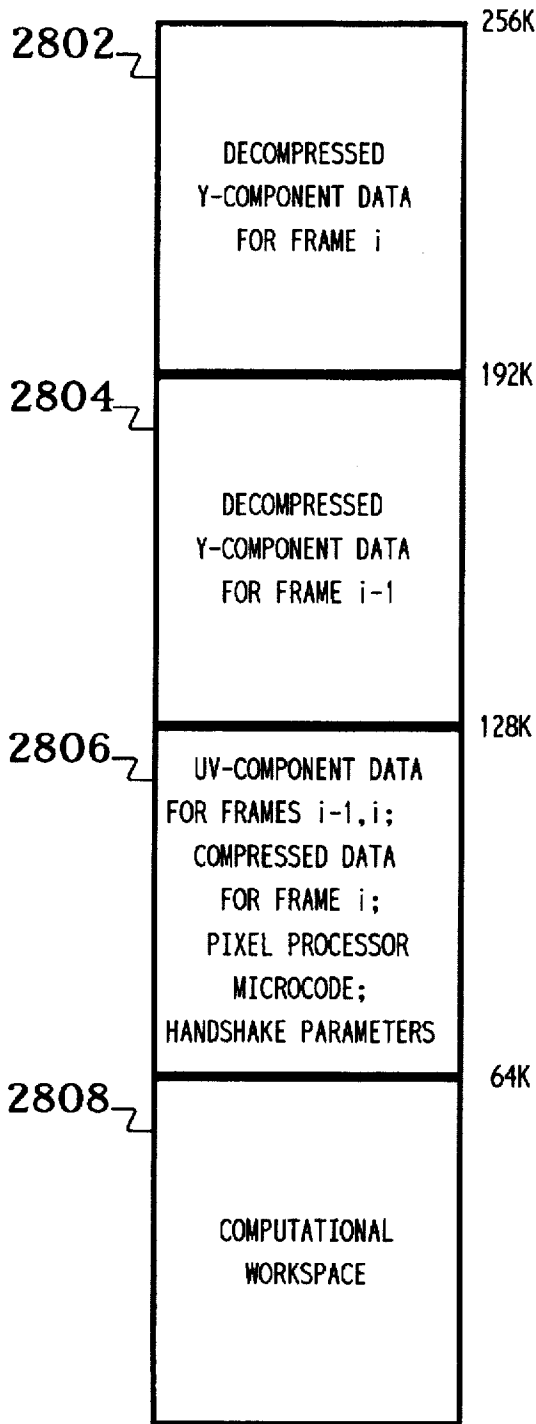 256K
2802
DECOMPRESSED
Y-COMPONENT DATA
FOR FRAME i
192K
2804
DECOMPRESSED
Y-COMPONENT DATA
FOR FRAME i-1
128K
2806
UV-COMPONENT DATA
FOR FRAMES i-1,i;
COMPRESSED DATA
FOR FRAME i;
PIXEL PROCESSOR
MICROCODE;
HANDSHAKE PARAMETERS
64K
2808
COMPUTATIONAL
WORKSPACE